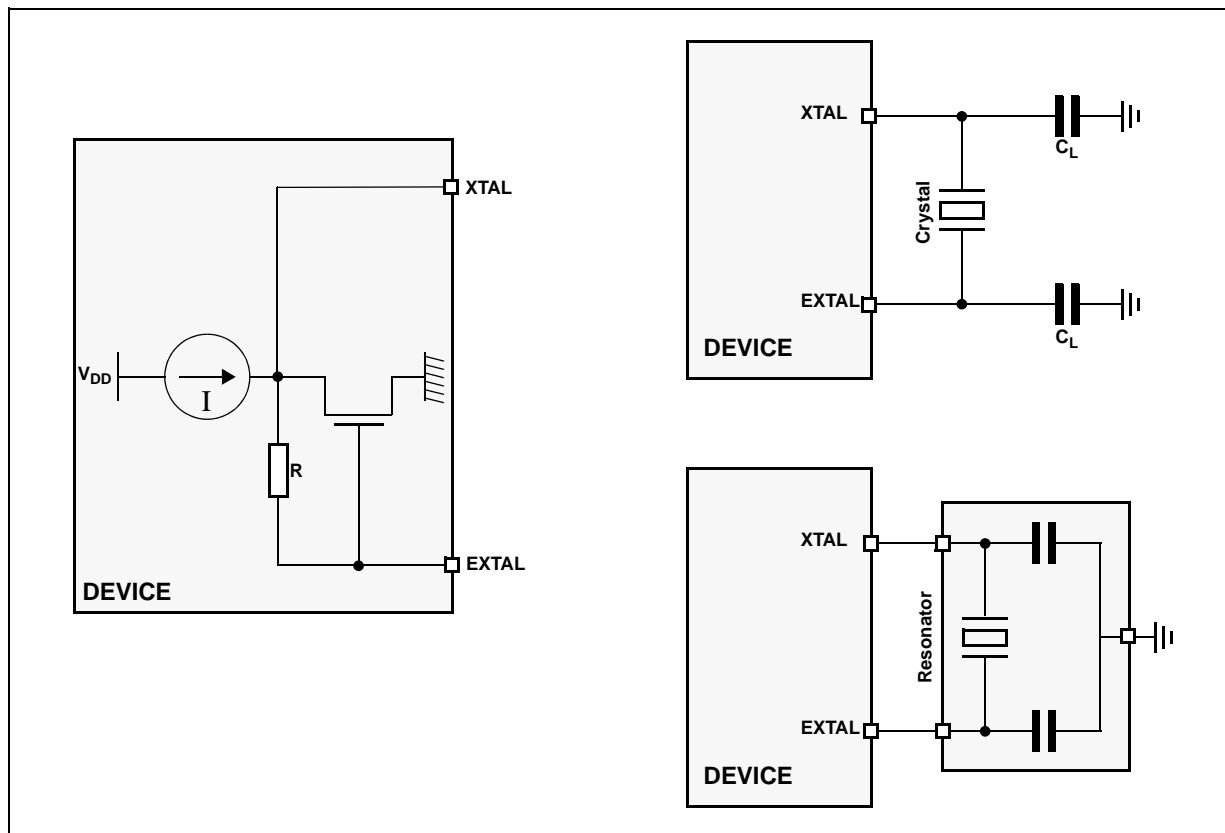 XTAL
V_DD
I
R
EXTAL
DEVICE
XTAL
C_L
Crystal
EXTAL
C_L
DEVICE
XTAL
Resonator
EXTAL
DEVICE